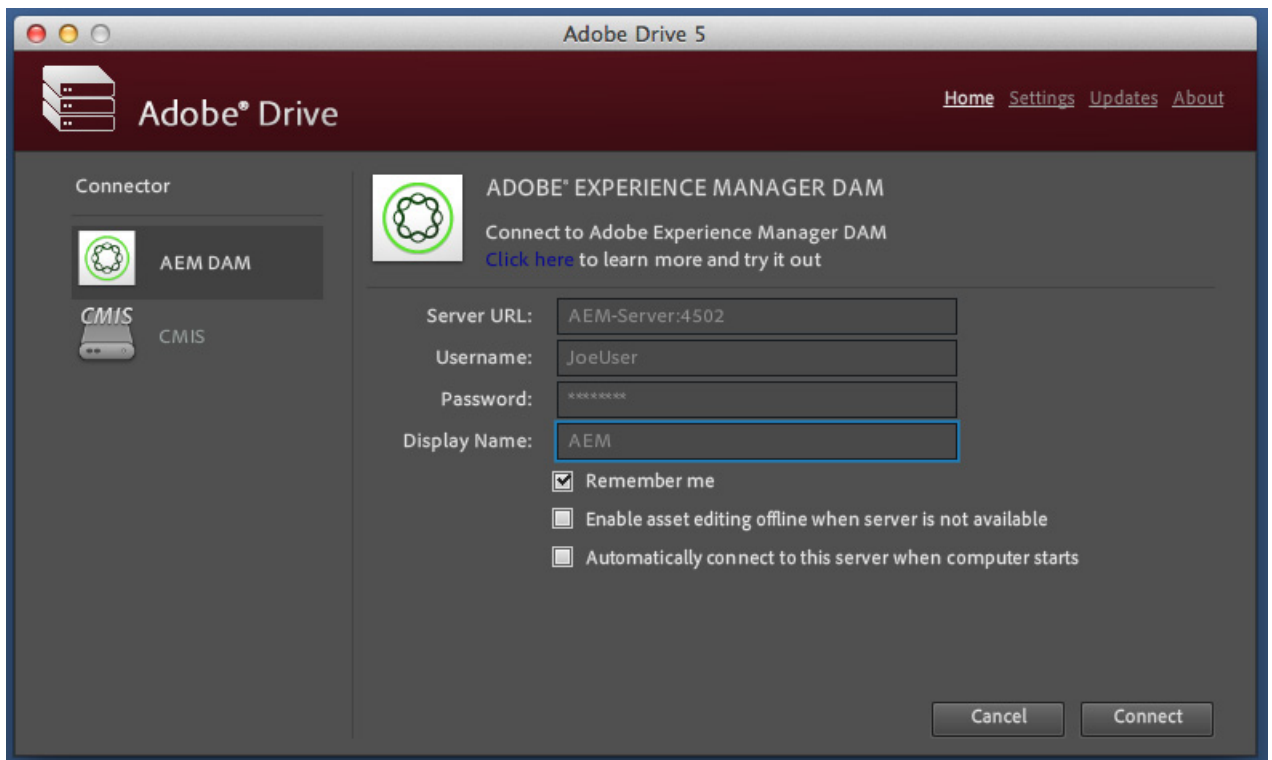 Adobe Drive 5
Adobe® Drive
Home Settings Updates About
Connector
AEM DAM
CMIS
CMIS
ADOBE® EXPERIENCE MANAGER DAM
Connect to Adobe Experience Manager DAM
Click here to learn more and try it out
Server URL: AEM-Server:4502
Username: JoeUser
Password: ********
Display Name: AEM
Remember me
Enable asset editing offline when server is not available
Automatically connect to this server when computer starts
Cancel Connect